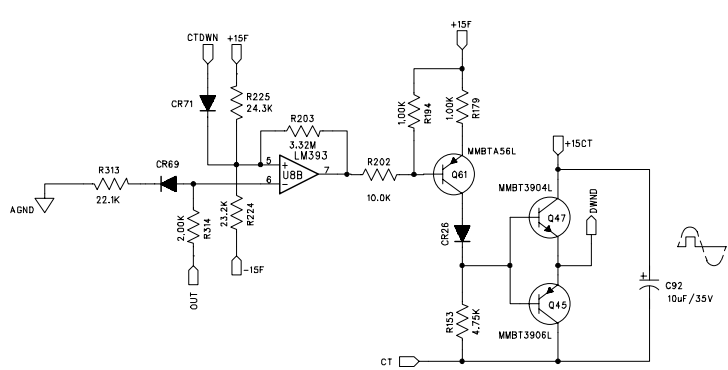 CTDWN
+15F
+15F
CR71
R225
24.3K
R203
3.32M
LM393
1.00K
R194
1.00K
R179
MMBTA56L
Q61
+15CT
R313
22.1K
CR69
5
+
6
−
U8B
7
R202
10.0K
AGND
2.00K
R314
23.2K
R224
-15F
OUT
CR26
MMBT3904L
Q47
DWND
Q45
MMBT3906L
+
C92
10uF/35V
R153
4.75K
CT